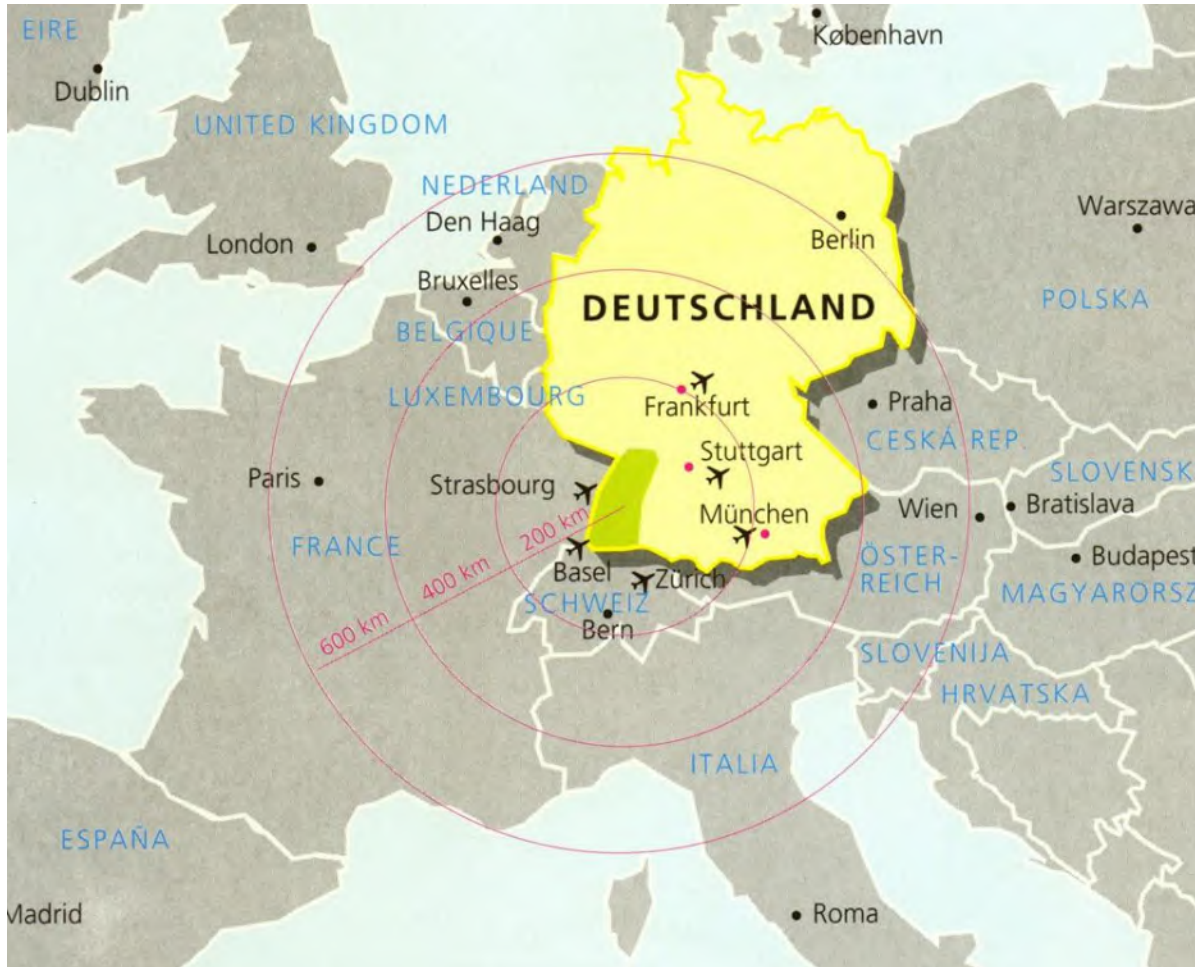 EIRE
Dublin
København
UNITED KINGDOM
NEDERLAND
Den Haag
London
Berlin
Warszawa
Bruxelles
DEUTSCHLAND
POLSKA
BELGIQUE
LUXEMBOURG
Frankfurt
Praha
CESKÁ REP.
Stuttgart
SLOVENSK
Paris
Strasbourg
München
Wien
Bratislava
FRANCE
200 km
400 km
600 km
Basel
Zürich
ÖSTER-
REICH
Budapest
MAGYARORSZ
SCHWEIZ
Bern
SLOVENIJA
HRVATSKA
ITALIA
ESPAÑA
Madrid
Roma